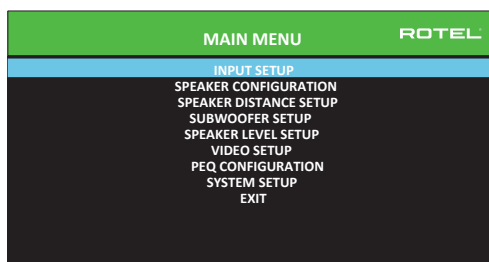 MAIN MENU
ROTEL
INPUT SETUP
SPEAKER CONFIGURATION
SPEAKER DISTANCE SETUP
SUBWOOFER SETUP
SPEAKER LEVEL SETUP
VIDEO SETUP
PEQ CONFIGURATION
SYSTEM SETUP
EXIT